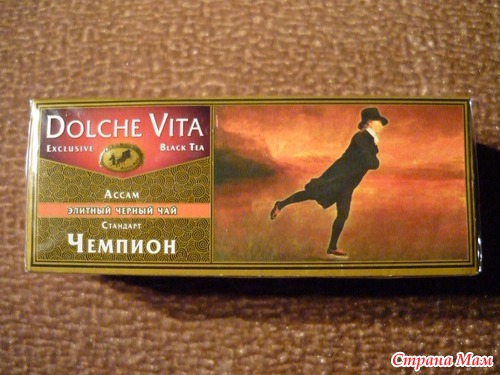 DOLCHE VITA
EXCLUSIVE BLACK TEA
АССАМ
ЭЛИТНЫЙ ЧЕРНЫЙ ЧАЙ
СТАНДАРТ
ЧЕМПИОН
Страна Мам